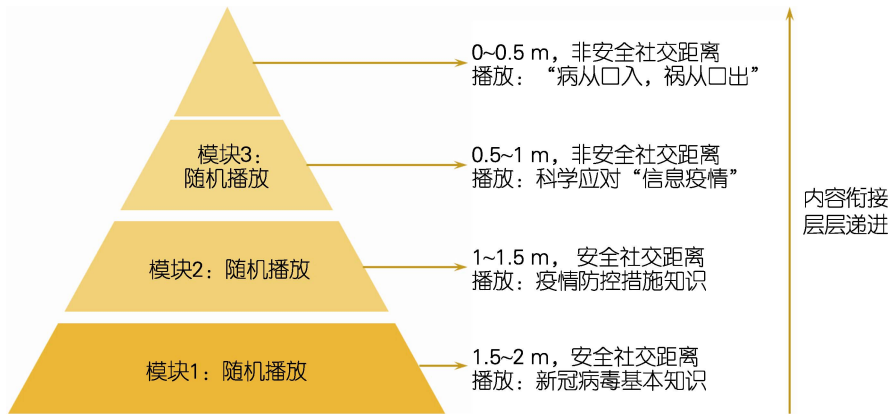 0~0.5 m，非安全社交距离
播放：“病从口入，祸从口出”
模块3：
随机播放
0.5~1 m，非安全社交距离
播放：科学应对“信息疫情”
模块2：随机播放
1~1.5 m，安全社交距离
播放：疫情防控措施知识
模块1：随机播放
1.5~2 m，安全社交距离
播放：新冠病毒基本知识
内容衔接
层层递进